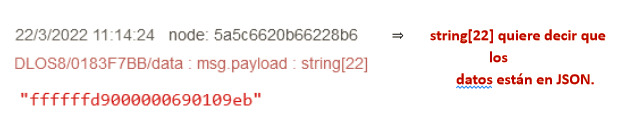 22/3/2022 11:14:24 node: 5a5c6620b66228b6
DLOS8/0183F7BB/data : msg.payload : string[22]
"ffffffd9000000690109eb"
⇒
string[22] quiere decir que
los
datos están en JSON.